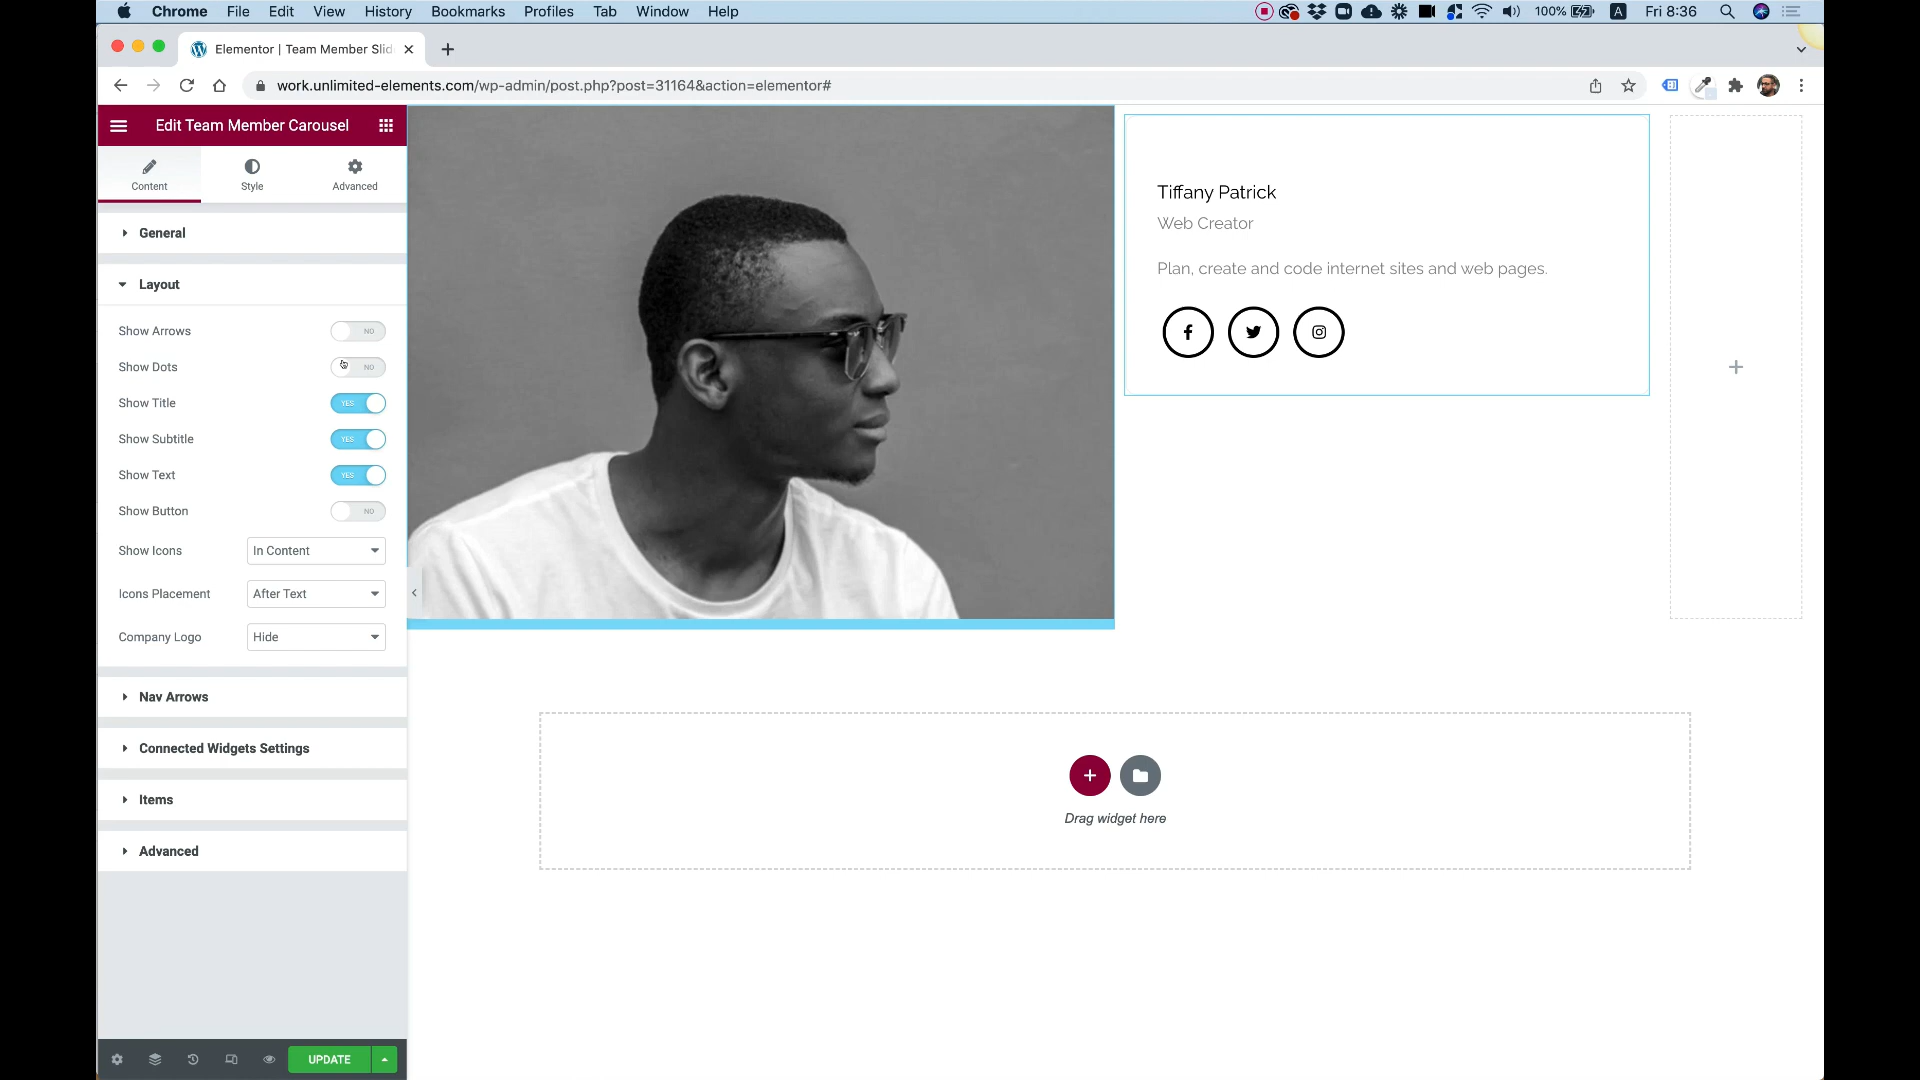 Chrome File Edit View History Bookmarks Profiles Tab Window Help 100% A Fri 8:36
Elementor | Team Member Slid
work.unlimited-elements.com/wp-admin/post.php?post=31164&action=elementor#
Edit Team Member Carousel
Content Style Advanced
General
Layout
Show Arrows NO
Show Dots NO
Show Title YES
Show Subtitle YES
Show Text YES
Show Button NO
Show Icons In Content
Icons Placement After Text
Company Logo Hide
Nav Arrows
Connected Widgets Settings
Items
Advanced
UPDATE
Tiffany Patrick
Web Creator
Plan, create and code internet sites and web pages.
Drag widget here